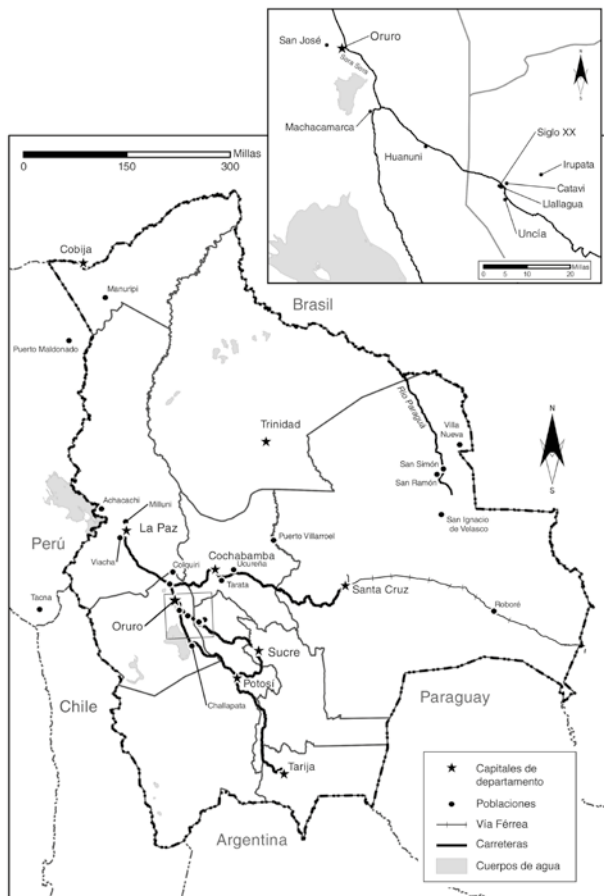 San José
Oruro
Sora Sora
Machacamarca
Huanuni
Siglo XX
Irupata
Catavi
Llallagua
Uncía
N
S
0 10 20
Millas
0 150 300
Millas
Cobija
Manuripi
Puerto Maldonado
Brasil
Río Paraguá
Trinidad
Villa
Nueva
San Simón
San Ramón
San Ignacio
de Velasco
N
S
Achacachi
Milluni
La Paz
Viacha
Perú
Tacna
Colquiri
Cochabamba
Ucureña
Tarata
Puerto Villarroel
Santa Cruz
Roboré
Oruro
Sucre
Potosí
Challapata
Chile
Paraguay
Tarija
Argentina
Capitales de
departamento
Poblaciones
Vía Férrea
Carreteras
Cuerpos de agua